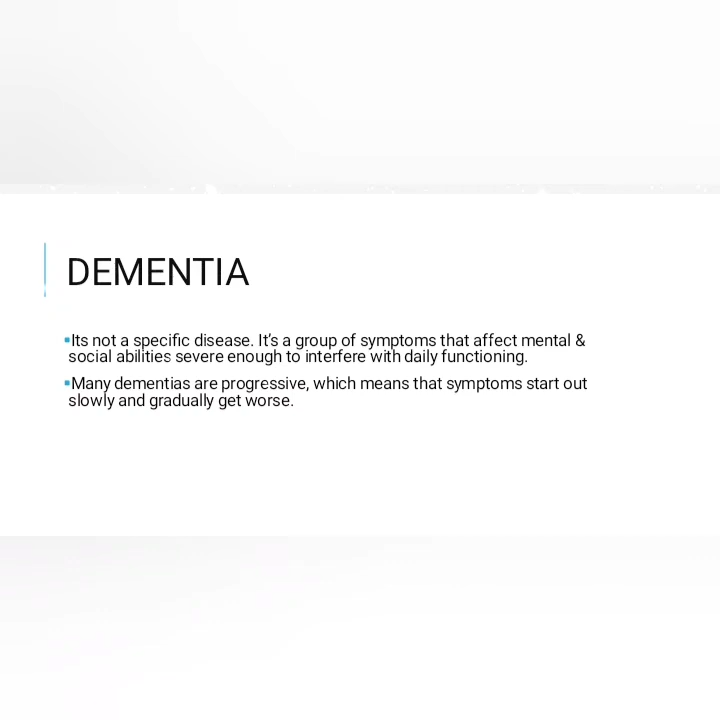 DEMENTIA
▪Its not a specific disease. It’s a group of symptoms that affect mental &
social abilities severe enough to interfere with daily functioning.
▪Many dementias are progressive, which means that symptoms start out
slowly and gradually get worse.